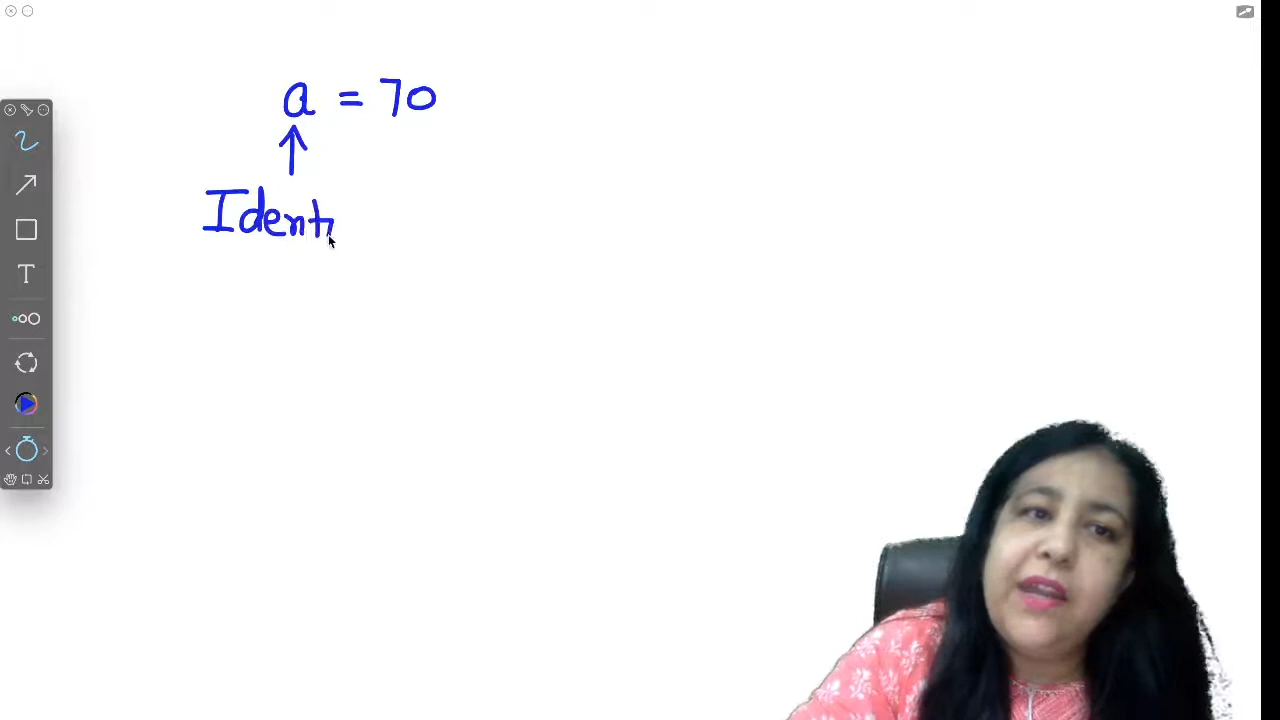 a = 70
↑
Identi
T